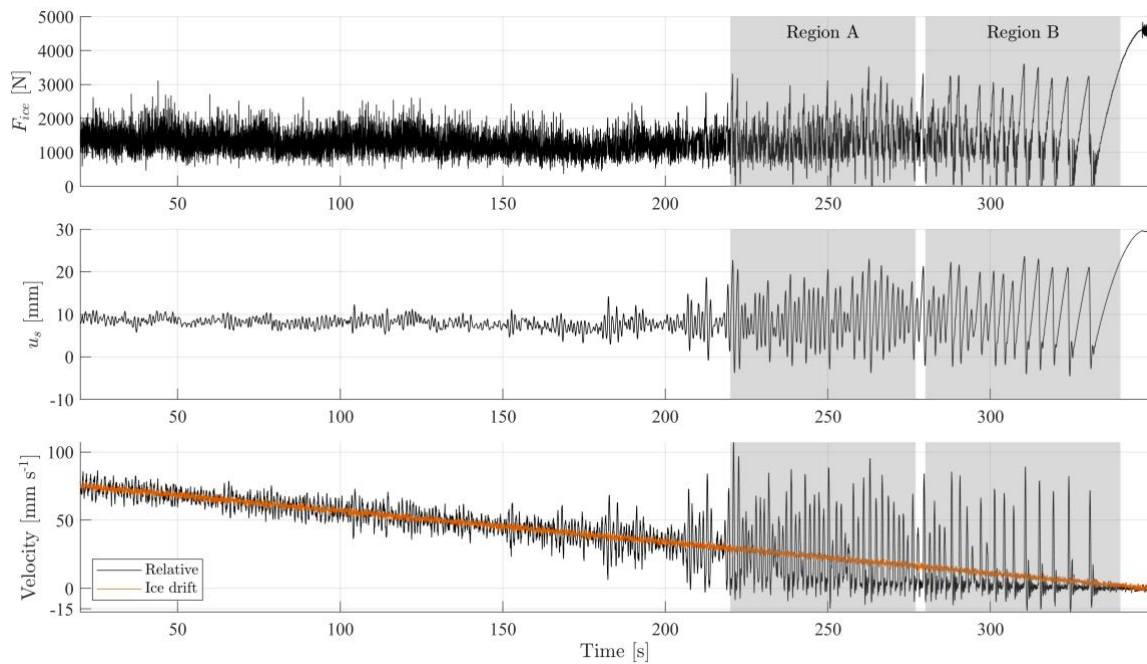 Region A Region B
5000
4000
3000
2000
1000
0
F_ice [N]
50 100 150 200 250 300
30
20
10
0
-10
u_s [mm]
50 100 150 200 250 300
100
50
0
-15
Velocity [mm s⁻¹]
Relative
Ice drift
50 100 150 200 250 300
Time [s]